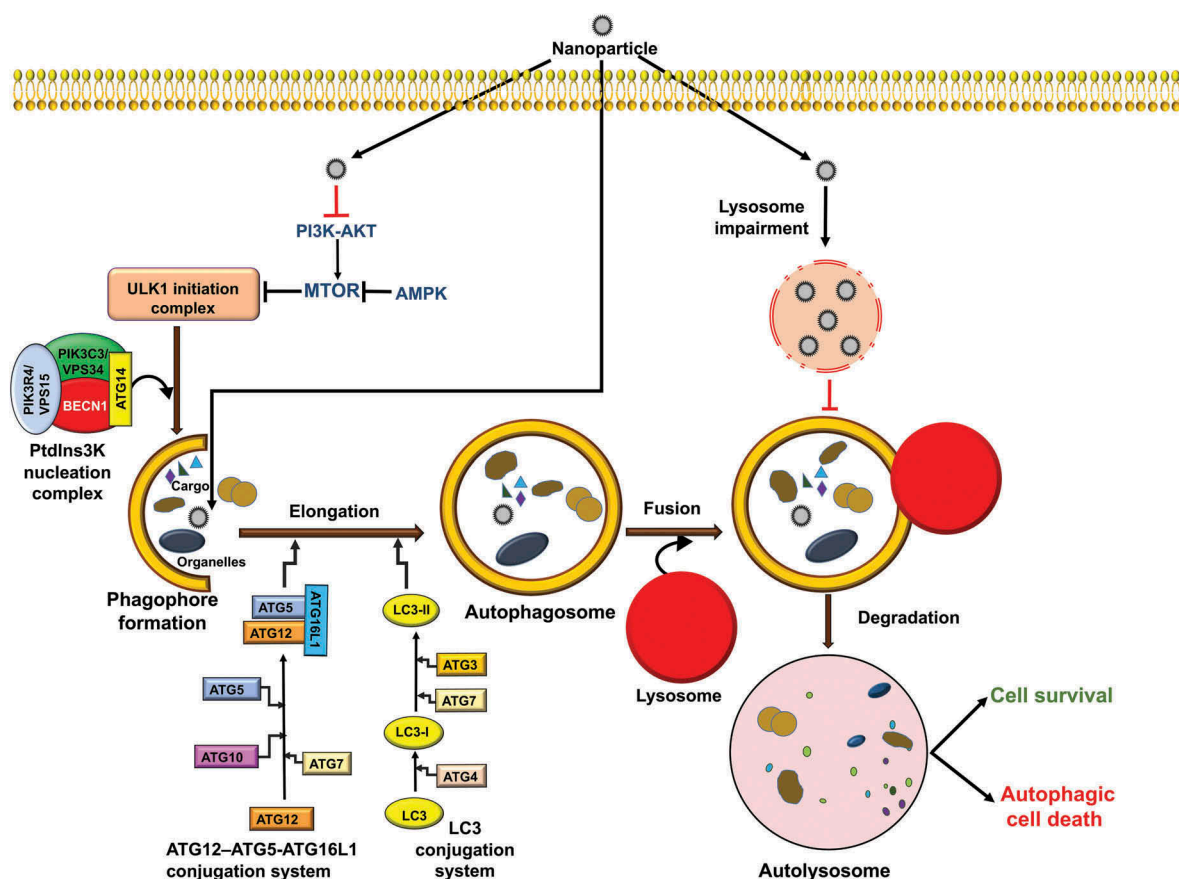 Nanoparticle
PI3K-AKT
MTOR
AMPK
ULK1 initiation
complex
Lysosome
impairment
PIK3R4/
VPS15
PIK3C3/
VPS34
BECN1
ATG14
PtdIns3K
nucleation
complex
Cargo
Organelles
Phagophore
formation
Elongation
Autophagosome
Fusion
Lysosome
Degradation
ATG5
ATG12
ATG16L1
ATG5
ATG10
ATG7
ATG12
ATG12–ATG5-ATG16L1
conjugation system
LC3-II
ATG3
ATG7
LC3-I
ATG4
LC3
LC3
conjugation
system
Cell survival
Autophagic
cell death
Autolysosome